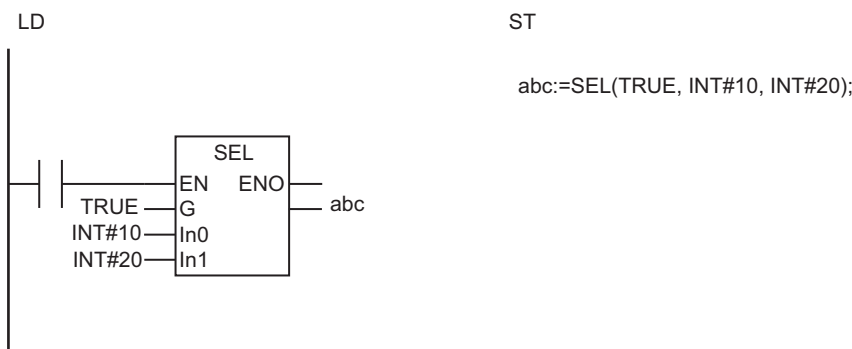 LD
ST
abc:=SEL(TRUE, INT#10, INT#20);
SEL
EN ENO
TRUE G abc
INT#10 In0
INT#20 In1